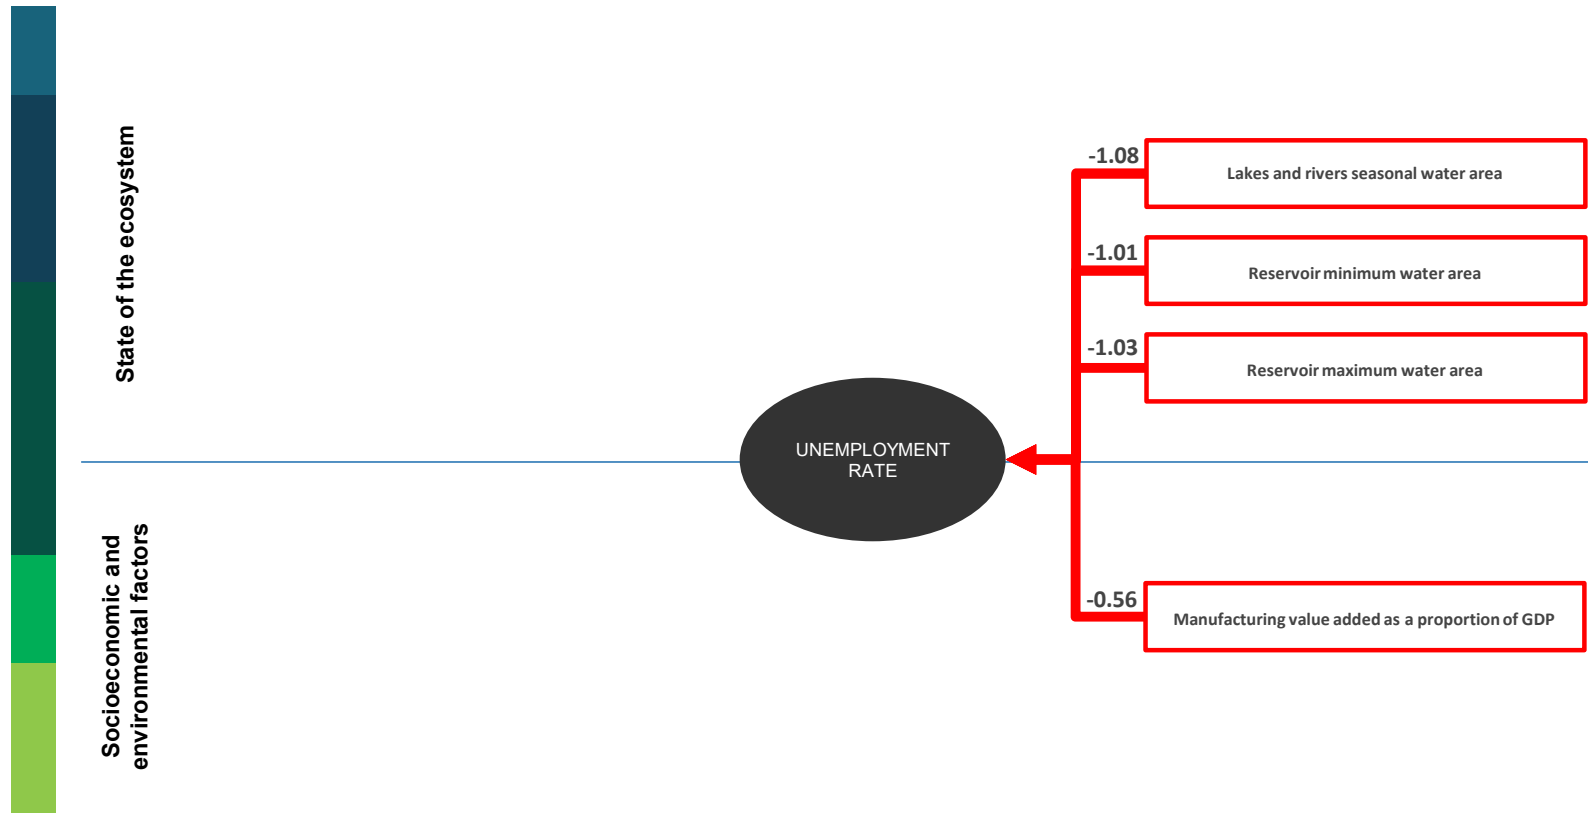 State of the ecosystem
-1.08
Lakes and rivers seasonal water area
-1.01
Reservoir minimum water area
-1.03
Reservoir maximum water area
UNEMPLOYMENT
RATE
Socioeconomic and
environmental factors
-0.56
Manufacturing value added as a proportion of GDP